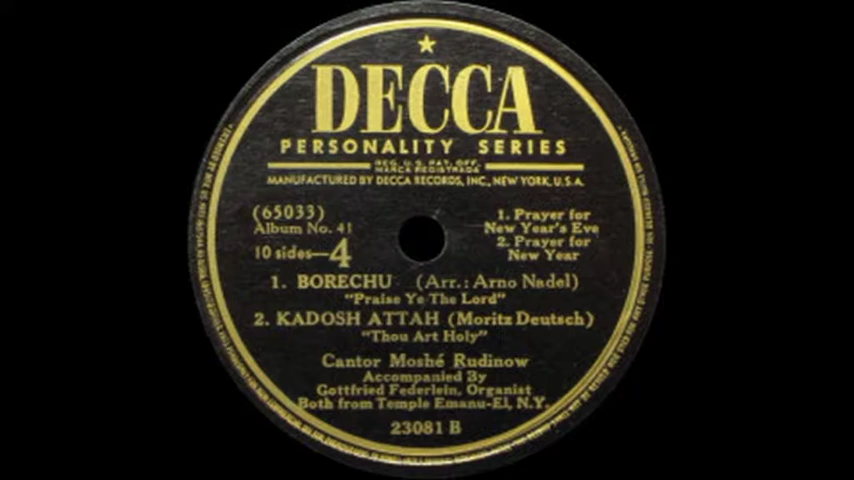 DECCA
PERSONALITY SERIES
REG. U.S. PAT. OFF.
MARCA REGISTRADA
MANUFACTURED BY DECCA RECORDS, INC., NEW YORK, U.S.A.
(65033)
Album No. 41
10 sides—4
1. Prayer for
New Year's Eve
2. Prayer for
New Year
1. BORECHU (Arr.: Arno Nadel)
"Praise Ye The Lord"
2. KADOSH ATTAH (Moritz Deutsch)
"Thou Art Holy"
Cantor Moshé Rudinow
Accompanied By
Gottfried Federlein, Organist
Both from Temple Emanu-El, N.Y.
23081 B